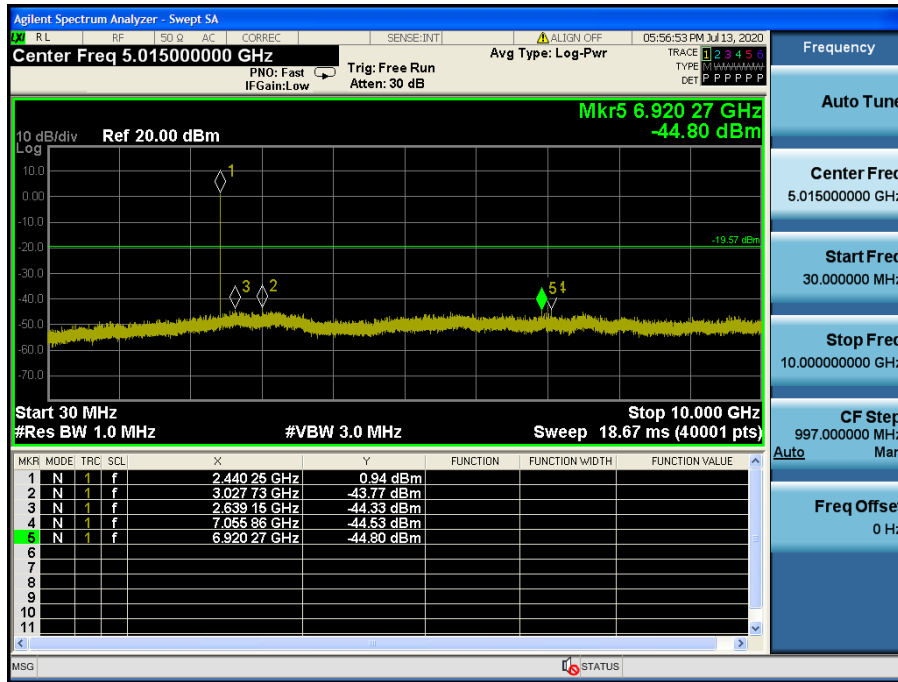 Agilent Spectrum Analyzer - Swept SA
LXI RL RF 50 Ω AC CORREC SENSE:INT ALIGN OFF 05:56:53 PM Jul 13, 2020
Center Freq 5.015000000 GHz
PNO: Fast
IFGain:Low
Trig: Free Run
Atten: 30 dB
Avg Type: Log-Pwr
TRACE 1 2 3 4 5 6
TYPE M
DET P P P P P P
Mkr5 6.920 27 GHz
-44.80 dBm
10 dB/div Ref 20.00 dBm
Log
10.0
0.00
-10.0
-20.0
-30.0
-40.0
-50.0
-60.0
-70.0
1
3 2
5 4
-19.57 dBm
Start 30 MHz Stop 10.000 GHz
#Res BW 1.0 MHz #VBW 3.0 MHz Sweep 18.67 ms (40001 pts)
MKR MODE TRC SCL X Y FUNCTION FUNCTION WIDTH FUNCTION VALUE
1 N 1 f 2.440 25 GHz 0.94 dBm
2 N 1 f 3.027 73 GHz -43.77 dBm
3 N 1 f 2.639 15 GHz -44.33 dBm
4 N 1 f 7.055 86 GHz -44.53 dBm
5 N 1 f 6.920 27 GHz -44.80 dBm
6
7
8
9
10
11
MSG STATUS
Frequency
Auto Tune
Center Freq
5.015000000 GHz
Start Freq
30.000000 MHz
Stop Freq
10.000000000 GHz
CF Step
997.000000 MHz
Auto Man
Freq Offset
0 Hz